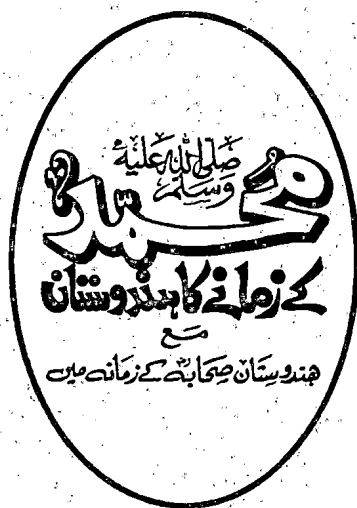 محمدؐ صلی اللہ علیہ وسلم
کے زمانے کا ہندوستان
مع
ہندوستان صحابہؓ کے زمانہ میں